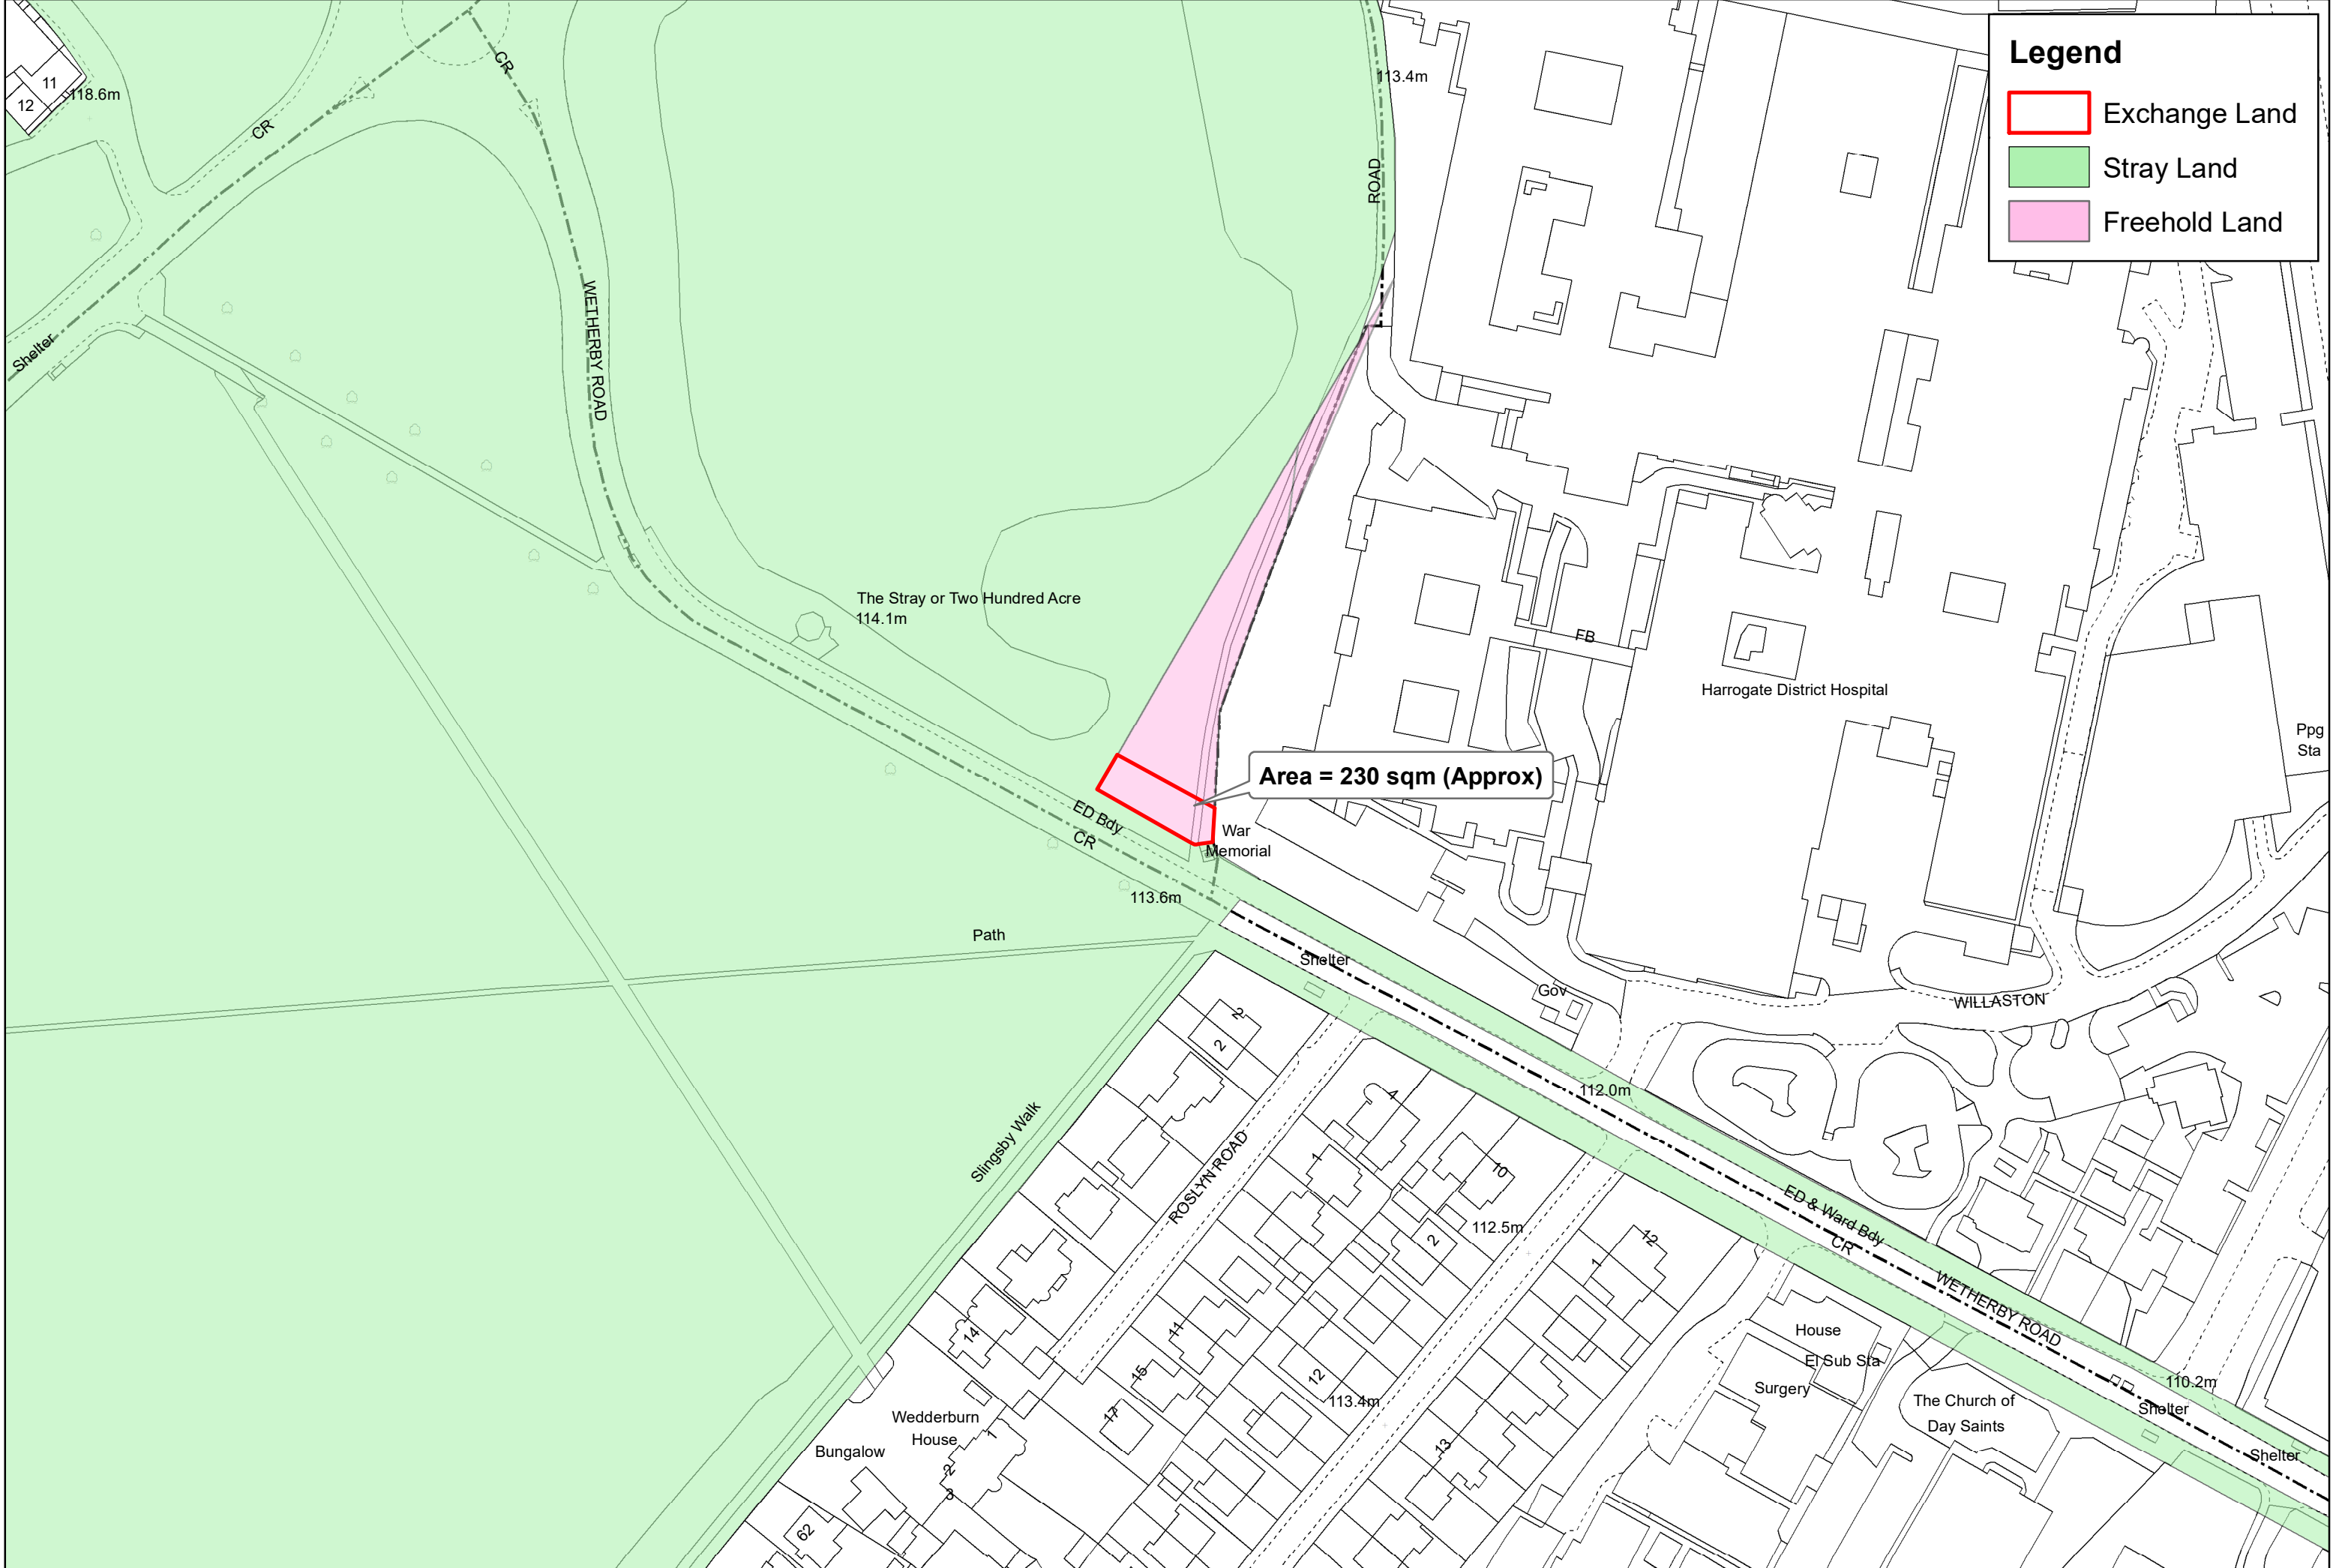 Legend
Exchange Land
Stray Land
Freehold Land
11
12
118.6m
CR
CR
113.4m
ROAD
WETHERBY ROAD
Shelter
The Stray or Two Hundred Acre
114.1m
FB
Harrogate District Hospital
Ppg
Sta
Area = 230 sqm (Approx)
ED Bdy
CR
War
Memorial
113.6m
Path
Shelter
Gov
WILLASTON
2
2
112.0m
Slingsby Walk
ROSLYN ROAD
4
1
10
2
112.5m
12
1
ED & Ward Bdy
CR
WETHERBY ROAD
14
11
15
17
12
113.4m
13
House
El Sub Sta
Surgery
The Church of
Day Saints
110.2m
Shelter
Shelter
Wedderburn
House
Bungalow
1
2
3
62